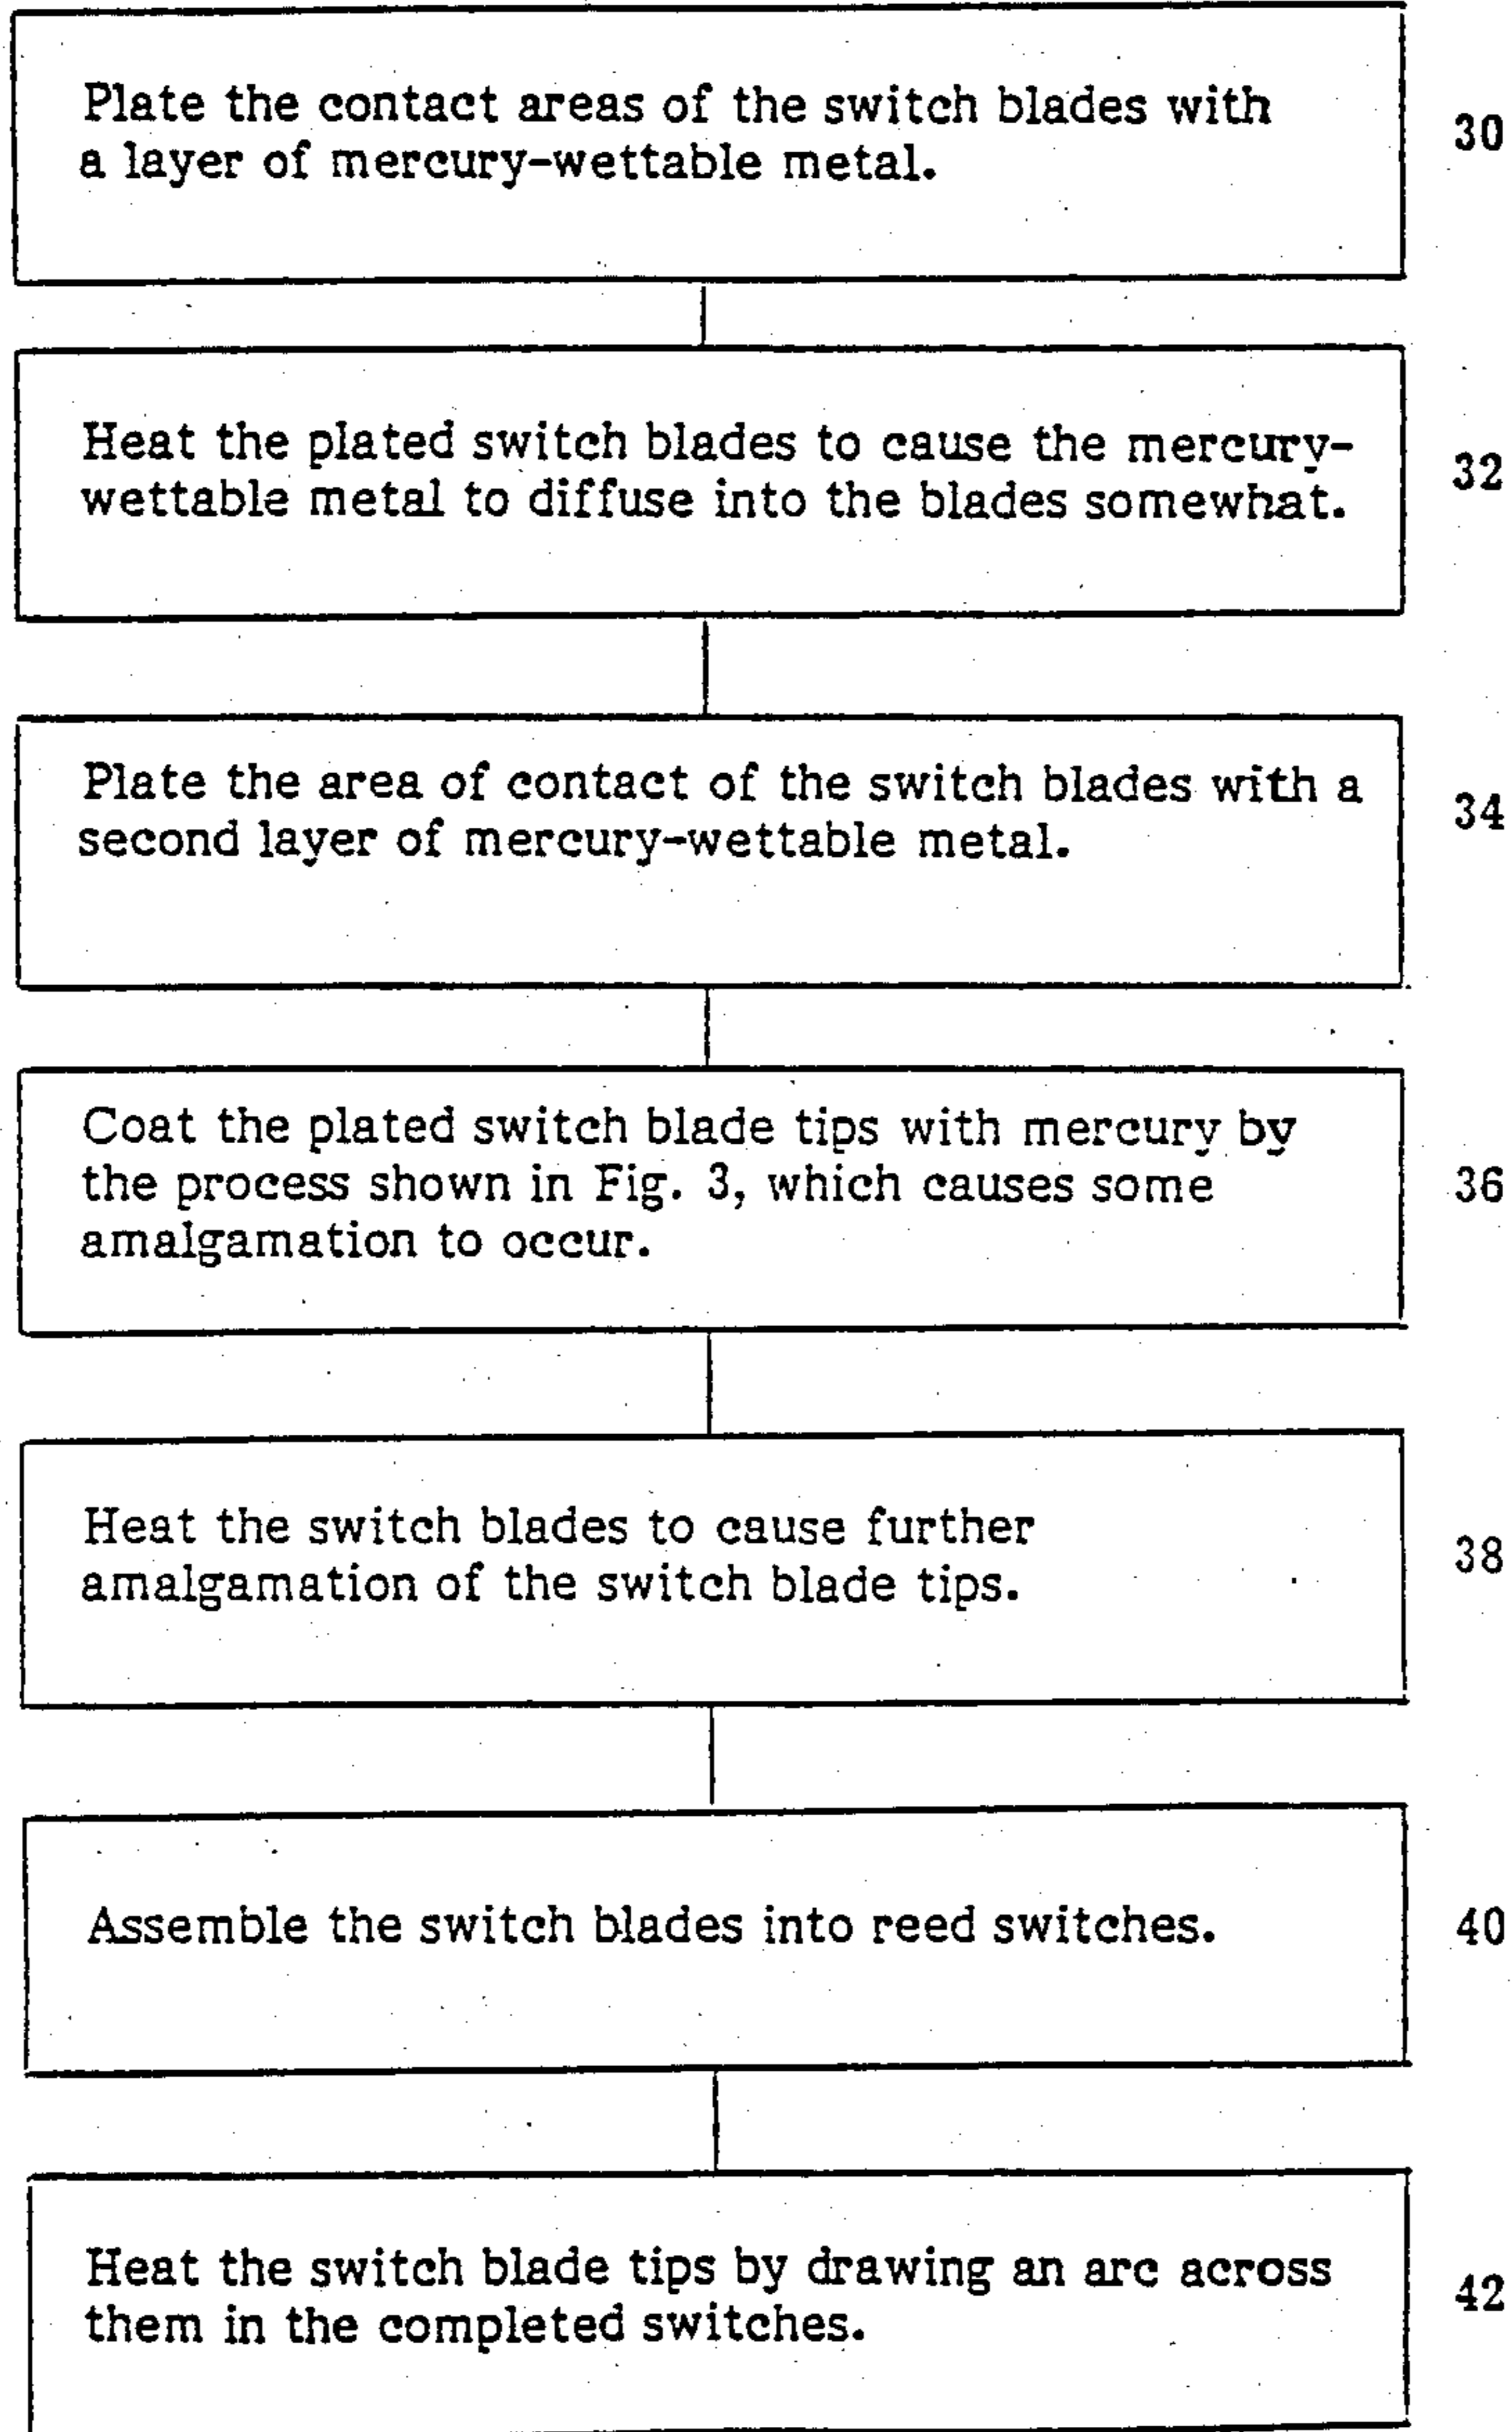 Plate the contact areas of the switch blades with
a layer of mercury-wettable metal.
30
Heat the plated switch blades to cause the mercury-
wettable metal to diffuse into the blades somewhat.
32
Plate the area of contact of the switch blades with a
second layer of mercury-wettable metal.
34
Coat the plated switch blade tips with mercury by
the process shown in Fig. 3, which causes some
amalgamation to occur.
36
Heat the switch blades to cause further
amalgamation of the switch blade tips.
38
Assemble the switch blades into reed switches.
40
Heat the switch blade tips by drawing an arc across
them in the completed switches.
42